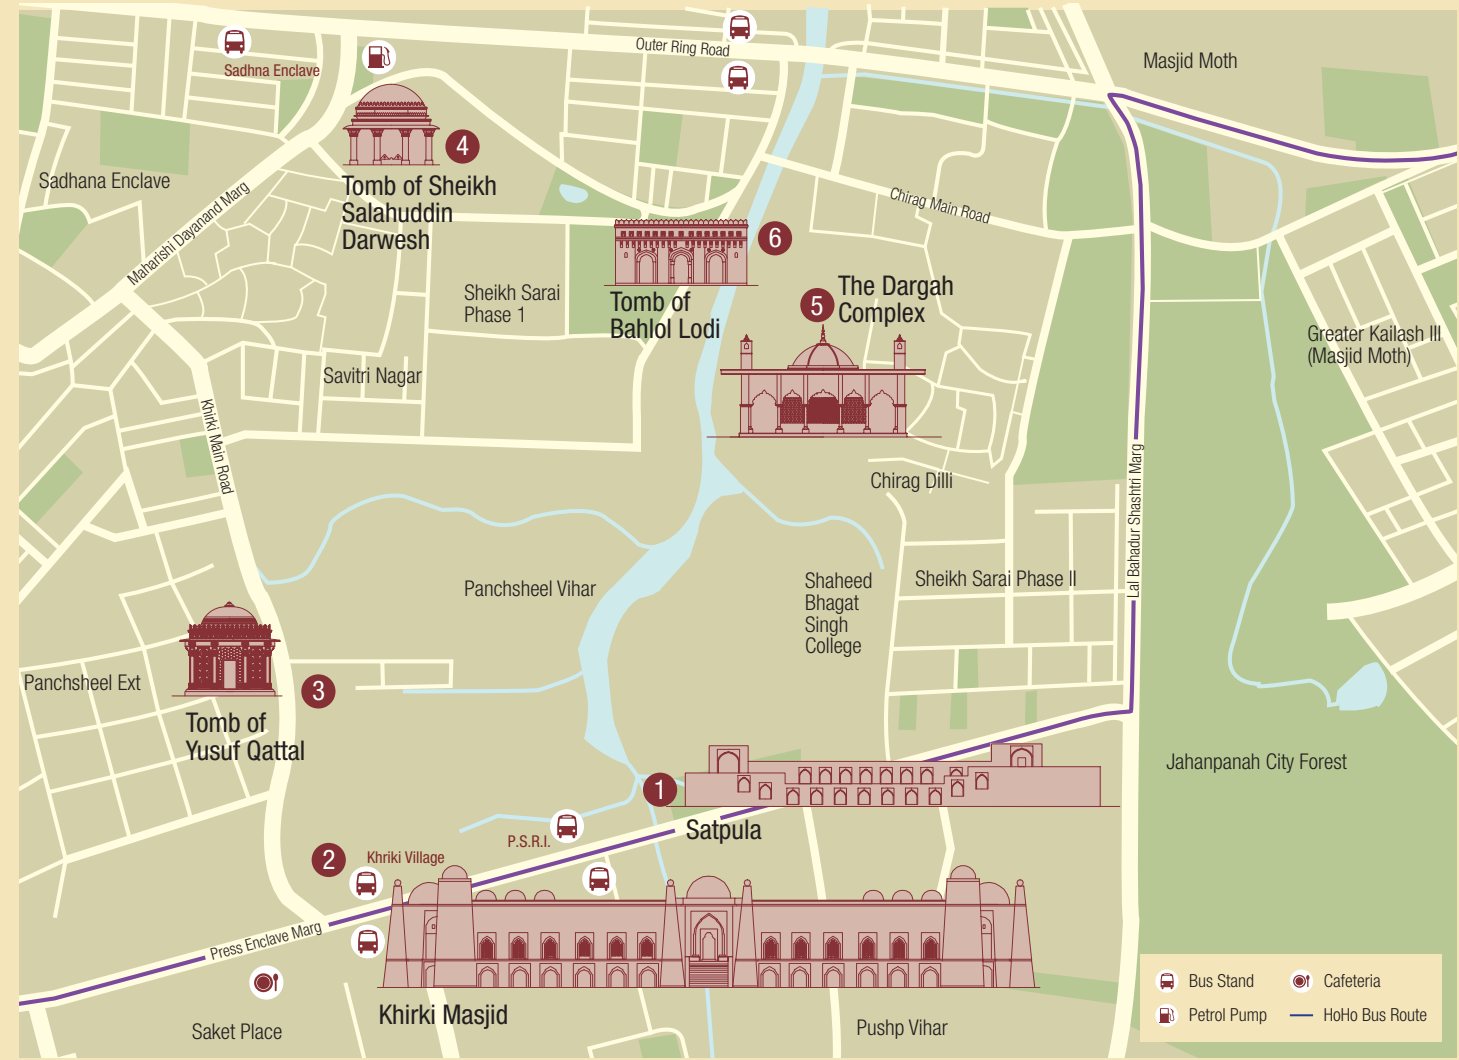 Outer Ring Road
Masjid Moth
Sadhna Enclave
4
Sadhana Enclave
Tomb of Sheikh
Salahuddin
Darwesh
Maharishi Dayanand Marg
Chirag Main Road
6
Sheikh Sarai
Phase 1
Tomb of
Bahlol Lodi
5
The Dargah
Complex
Greater Kailash III
(Masjid Moth)
Savitri Nagar
Khirki Main Road
Chirag Dilli
Lal Bahadur Shashtri Marg
Panchsheel Vihar
Shaheed
Bhagat
Singh
College
Sheikh Sarai Phase II
Panchsheel Ext
3
Tomb of
Yusuf Qattal
Jahanpanah City Forest
1
Satpula
P.S.R.I.
2
Khriki Village
Press Enclave Marg
Khirki Masjid
Saket Place
Pushp Vihar
Bus Stand
Cafeteria
Petrol Pump
HoHo Bus Route